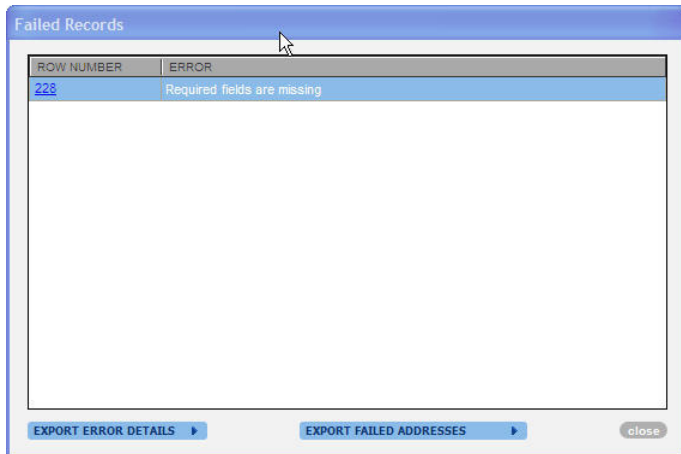 Failed Records
ROW NUMBER ERROR
228 Required fields are missing
EXPORT ERROR DETAILS EXPORT FAILED ADDRESSES close